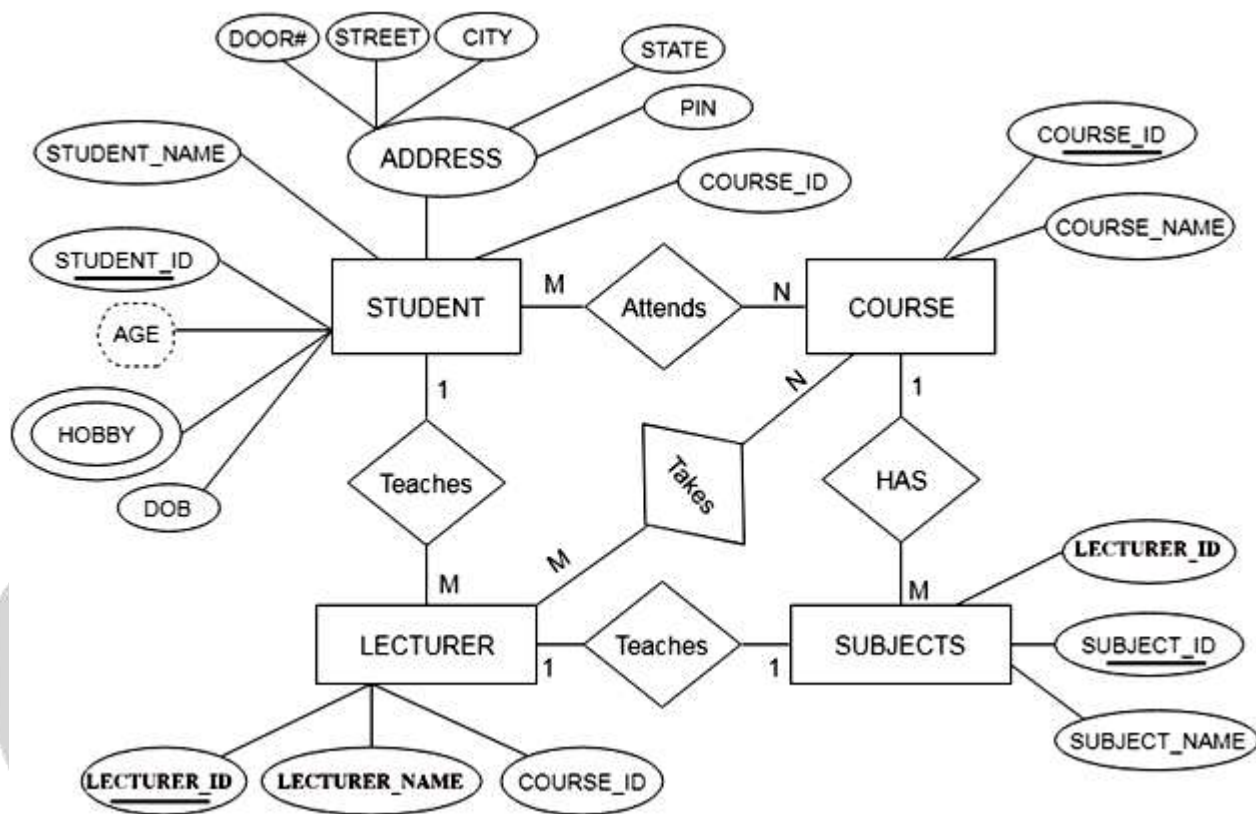 DOOR#
STREET
CITY
STATE
PIN
STUDENT_NAME
ADDRESS
COURSE_ID
COURSE_ID
COURSE_NAME
STUDENT_ID
AGE
HOBBY
DOB
STUDENT
M
Attends
N
COURSE
1
Teaches
M
N
Takes
M
1
HAS
M
LECTURER
1
Teaches
1
SUBJECTS
LECTURER_ID
SUBJECT_ID
SUBJECT_NAME
LECTURER_ID
LECTURER_NAME
COURSE_ID